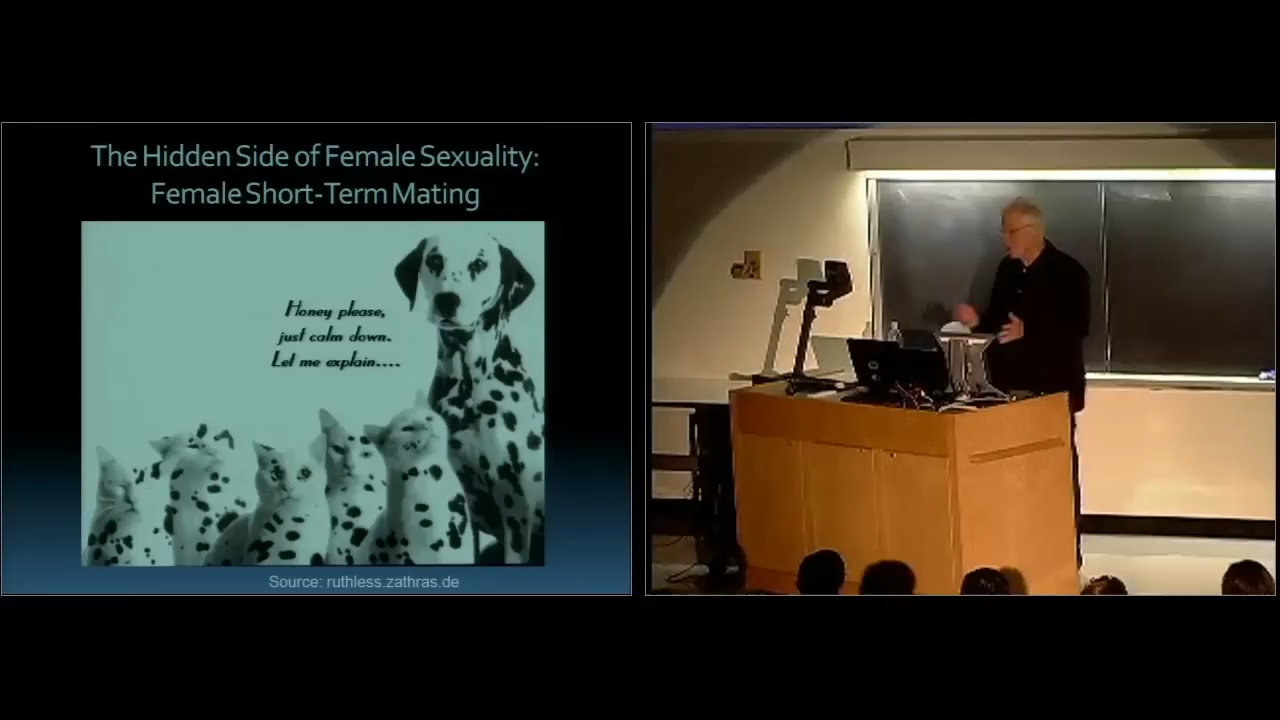 The Hidden Side of Female Sexuality:
Female Short-Term Mating
Honey please,
just calm down.
Let me explain....
Source: ruthless.zathras.de